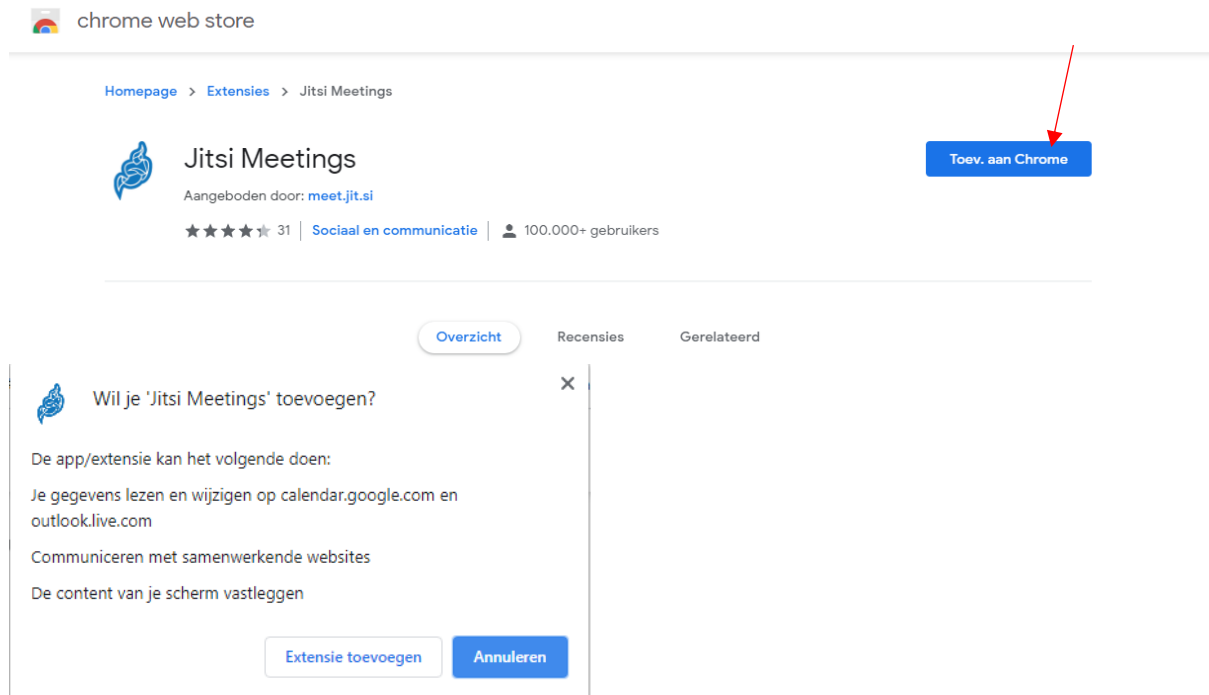 chrome web store
Homepage > Extensies > Jitsi Meetings
Jitsi Meetings
Toev. aan Chrome
Aangeboden door: meet.jit.si
31 Sociaal en communicatie 100.000+ gebruikers
Overzicht Recensies Gerelateerd
Wil je 'Jitsi Meetings' toevoegen?
De app/extensie kan het volgende doen:
Je gegevens lezen en wijzigen op calendar.google.com en
outlook.live.com
Communiceren met samenwerkende websites
De content van je scherm vastleggen
Extensie toevoegen Annuleren